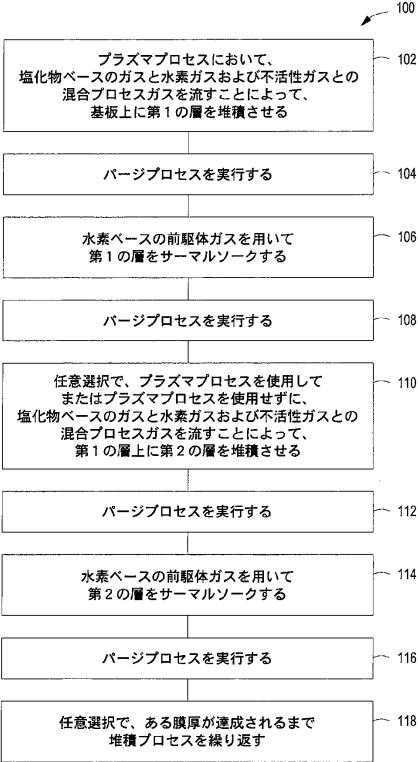 100
プラズマプロセスにおいて、
塩化物ベースのガスと水素ガスおよび不活性ガスとの
混合プロセスガスを流すことによって、
基板上に第1の層を堆積させる
102
パージプロセスを実行する
104
水素ベースの前駆体ガスを用いて
第1の層をサーマルソークする
106
パージプロセスを実行する
108
任意選択で、プラズマプロセスを使用して
またはプラズマプロセスを使用せずに、
塩化物ベースのガスと水素ガスおよび不活性ガスとの
混合プロセスガスを流すことによって、
第1の層上に第2の層を堆積させる
110
パージプロセスを実行する
112
水素ベースの前駆体ガスを用いて
第2の層をサーマルソークする
114
パージプロセスを実行する
116
任意選択で、ある膜厚が達成されるまで
堆積プロセスを繰り返す
118